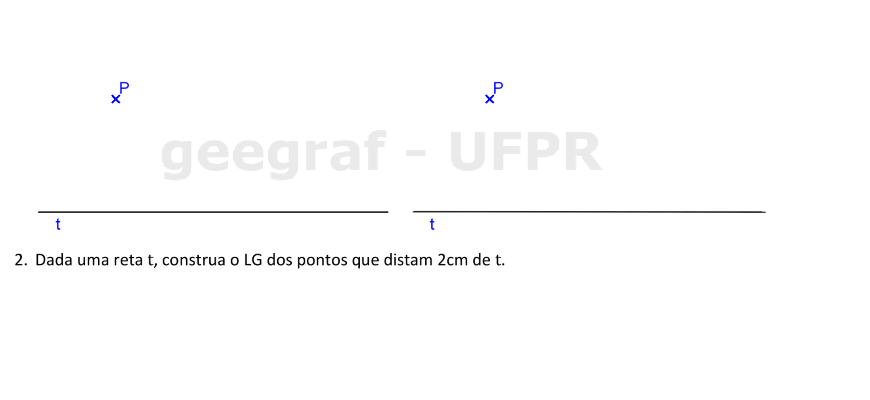 P P
geegraf - UFPR
t t
2. Dada uma reta t, construa o LG dos pontos que distam 2cm de t.